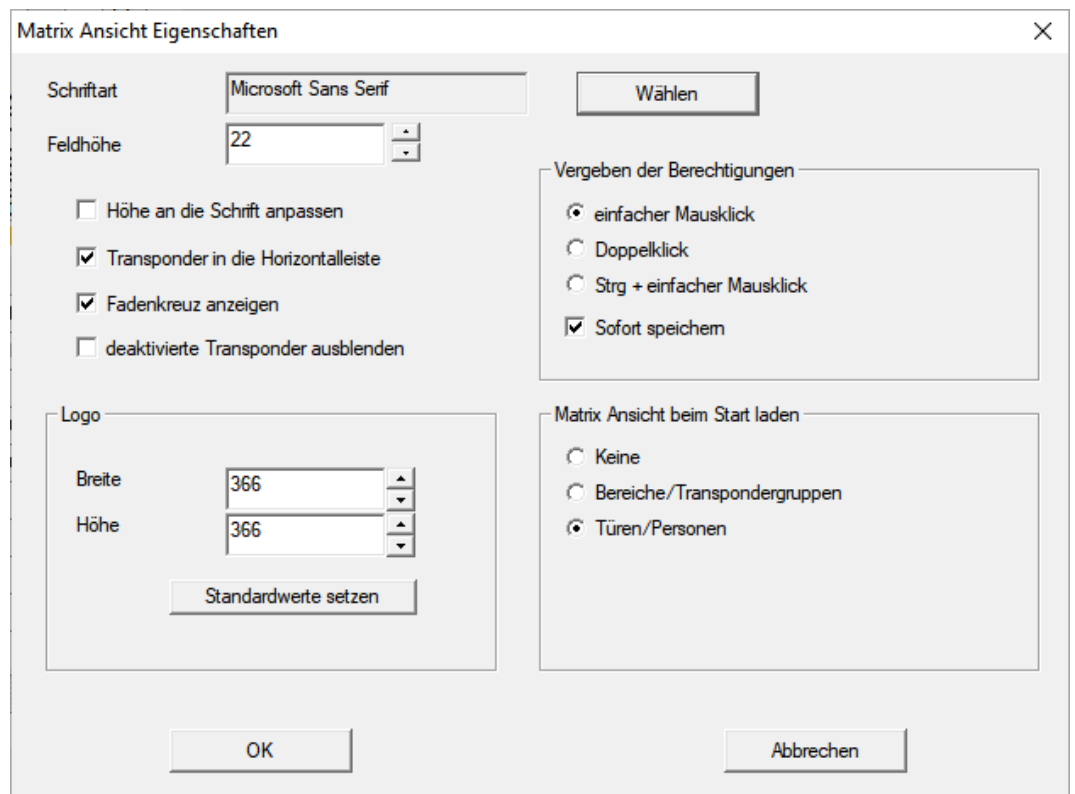 Matrix Ansicht Eigenschaften
Schriftart
Microsoft Sans Serif
Wählen
Feldhöhe
22
Höhe an die Schrift anpassen
Transponder in die Horizontalleiste
Fadenkreuz anzeigen
deaktivierte Transponder ausblenden
Vergeben der Berechtigungen
einfacher Mausklick
Doppelklick
Strg + einfacher Mausklick
Sofort speichern
Logo
Breite
366
Höhe
366
Standardwerte setzen
Matrix Ansicht beim Start laden
Keine
Bereiche/Transpondergruppen
Türen/Personen
OK
Abbrechen